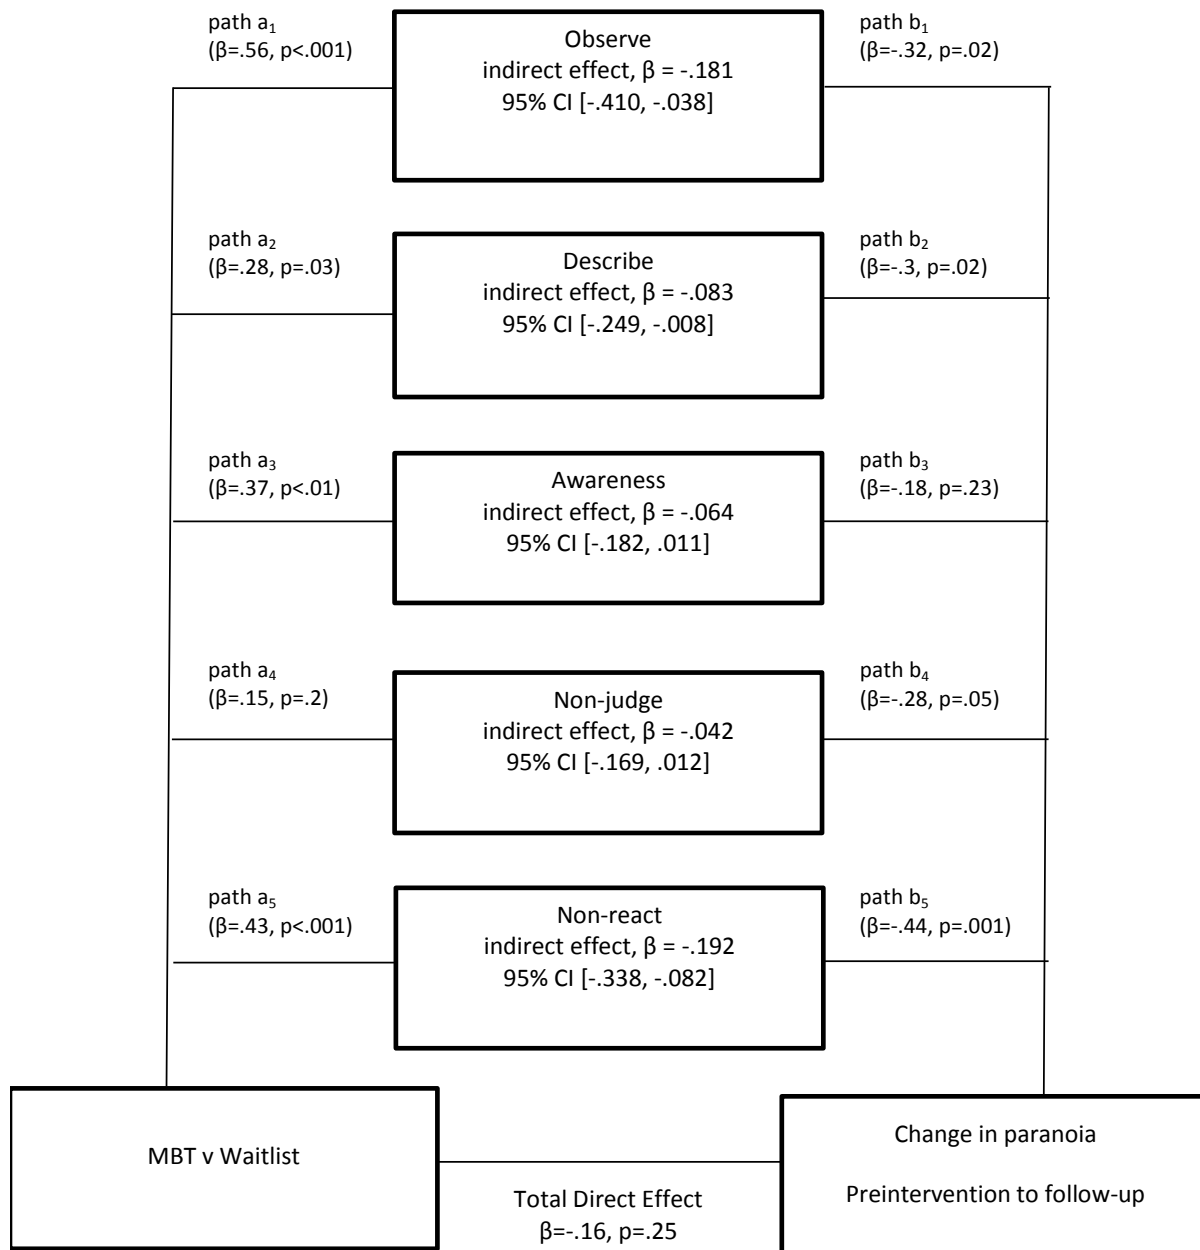 path a₁
(β=.56, p<.001)
Observe
indirect effect, β = -.181
95% CI [-.410, -.038]
path b₁
(β=-.32, p=.02)
path a₂
(β=.28, p=.03)
Describe
indirect effect, β = -.083
95% CI [-.249, -.008]
path b₂
(β=-.3, p=.02)
path a₃
(β=.37, p<.01)
Awareness
indirect effect, β = -.064
95% CI [-.182, .011]
path b₃
(β=-.18, p=.23)
path a₄
(β=.15, p=.2)
Non-judge
indirect effect, β = -.042
95% CI [-.169, .012]
path b₄
(β=-.28, p=.05)
path a₅
(β=.43, p<.001)
Non-react
indirect effect, β = -.192
95% CI [-.338, -.082]
path b₅
(β=-.44, p=.001)
MBT v Waitlist
Total Direct Effect
β=-.16, p=.25
Change in paranoia
Preintervention to follow-up